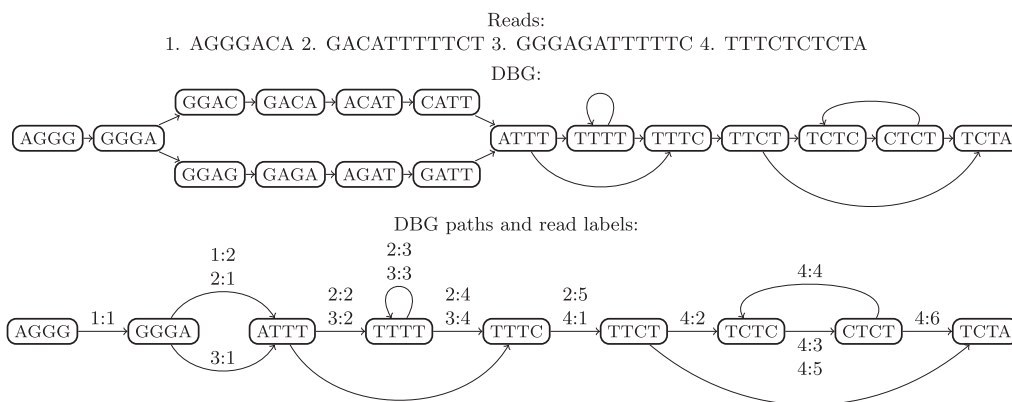 Reads:
1. AGGGACA 2. GACATTTTTCT 3. GGGAGATTTTTC 4. TTTCTCTCTA
DBG:
GGAC GACA ACAT CATT
AGGG GGGA ATTT TTTT TTTC TTCT TCTC CTCT TCTA
GGAG GAGA AGAT GATT
DBG paths and read labels:
1:2 2:3
2:1 3:3 4:4
2:2 2:4 2:5
1:1 3:2 3:4 4:1 4:2 4:6
AGGG GGGA ATTT TTTT TTTC TTCT TCTC CTCT TCTA
3:1 4:3
4:5